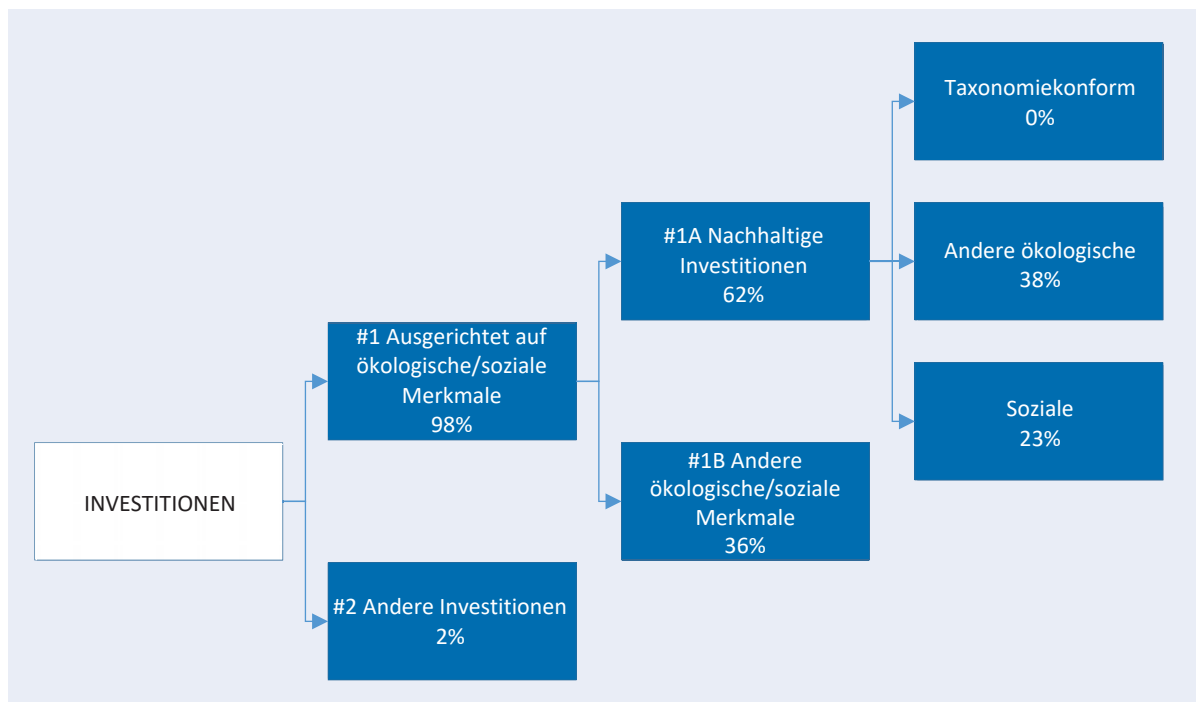 INVESTITIONEN
#1 Ausgerichtet auf
ökologische/soziale
Merkmale
98%
#2 Andere Investitionen
2%
#1A Nachhaltige
Investitionen
62%
#1B Andere
ökologische/soziale
Merkmale
36%
Taxonomiekonform
0%
Andere ökologische
38%
Soziale
23%